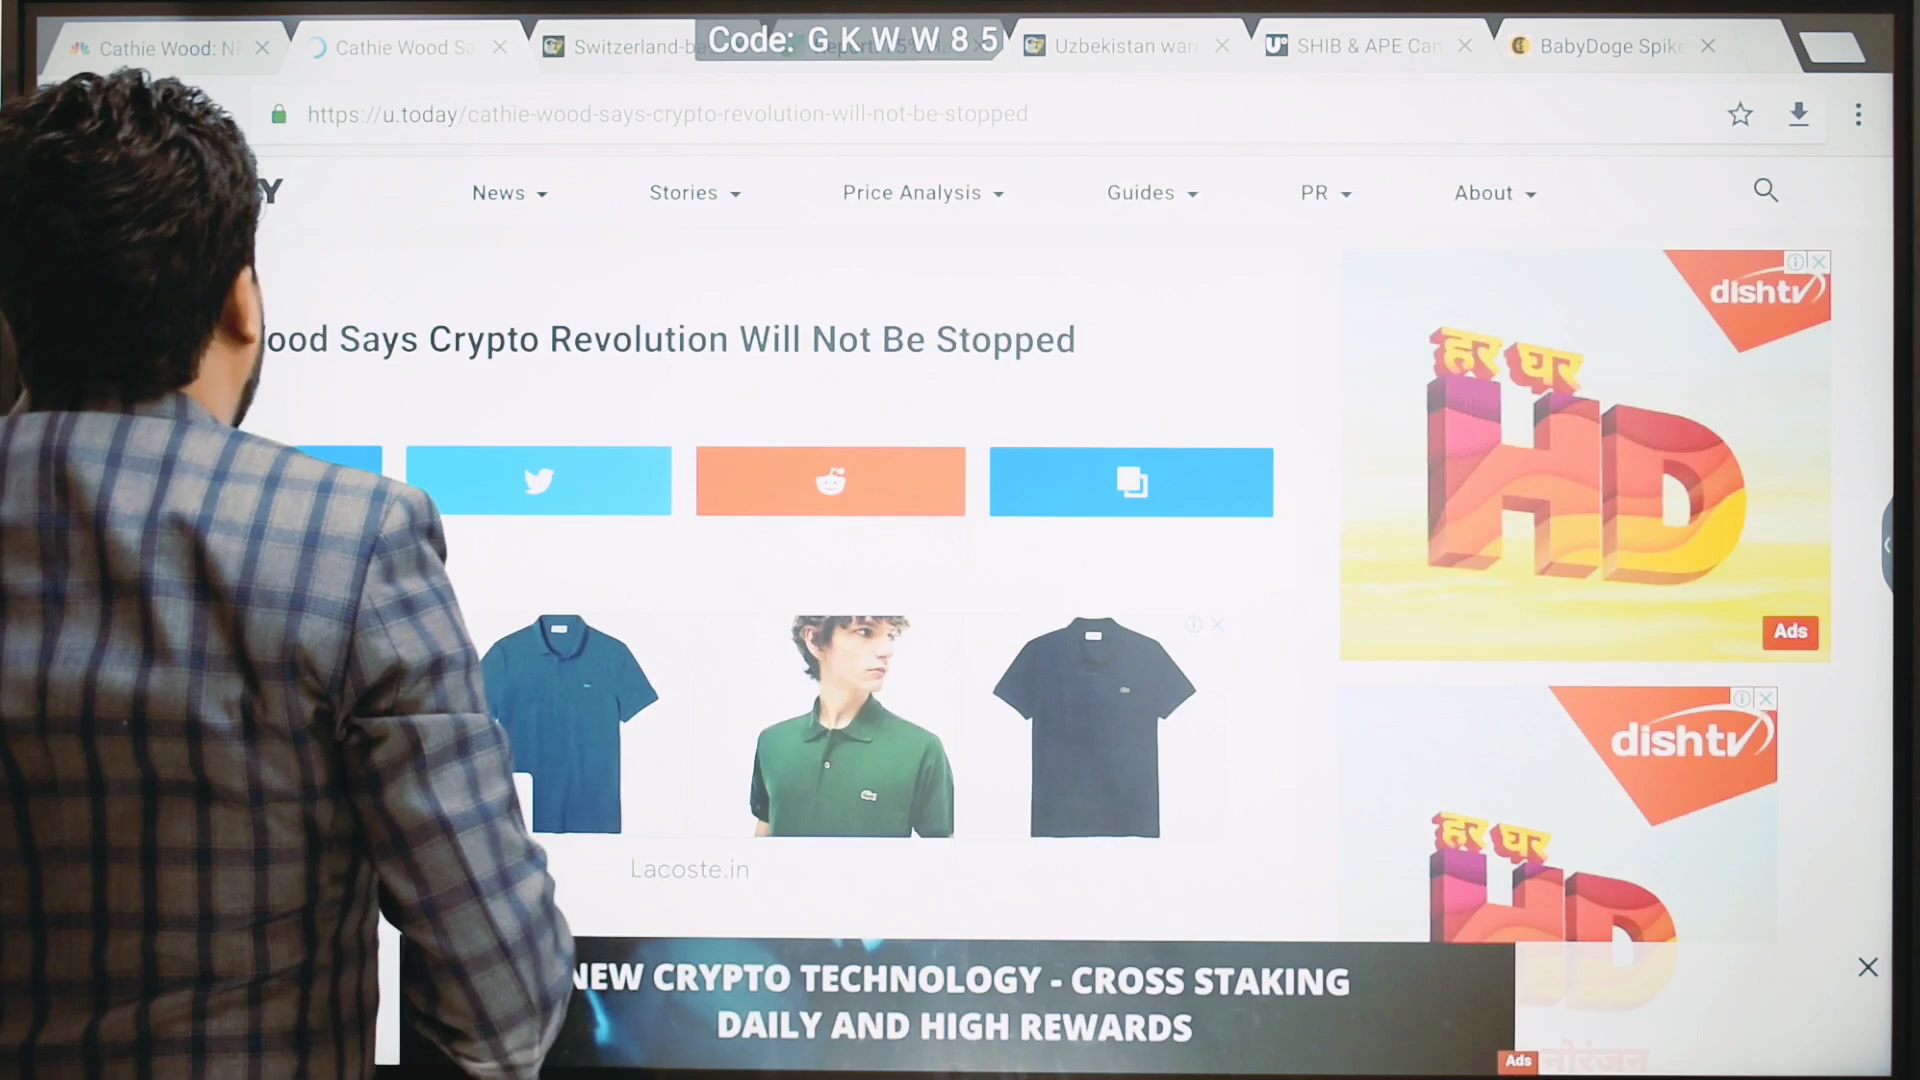 Cathie Wood: N
Cathie Wood Sa
Switzerland-ba
Code: G K W W 8 5
Uzbekistan warn
SHIB & APE Can
BabyDoge Spike
https://u.today/cathie-wood-says-crypto-revolution-will-not-be-stopped
Y
News
Stories
Price Analysis
Guides
PR
About
ood Says Crypto Revolution Will Not Be Stopped
dishtv
हर घर
HD
Ads
Lacoste.in
dishtv
हर घर
HD
NEW CRYPTO TECHNOLOGY - CROSS STAKING
DAILY AND HIGH REWARDS
Ads